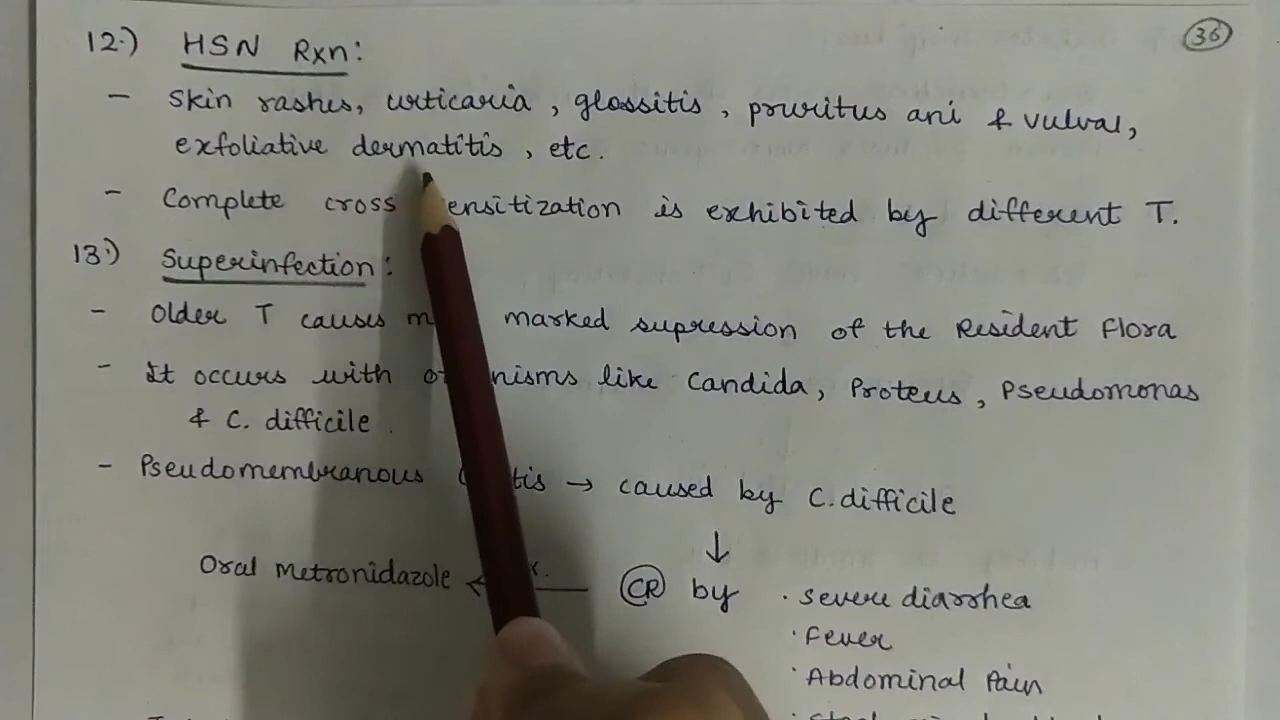 36
12.) HSN Rxn:
- Skin rashes, urticaria, glossitis, pruritus ani & vulval,
exfoliative dermatitis, etc.
- Complete cross ensitization is exhibited by different T.
13.) Superinfection:
- Older T causes marked supression of the Resident Flora
- It occurs with nisms like Candida, Proteus, Pseudomonas
& C. difficile.
- Pseudomembranous tis → caused by C. difficile
↓
Oral Metronidazole ← CR by · Severe diarrhea
· Fever
· Abdominal Pain